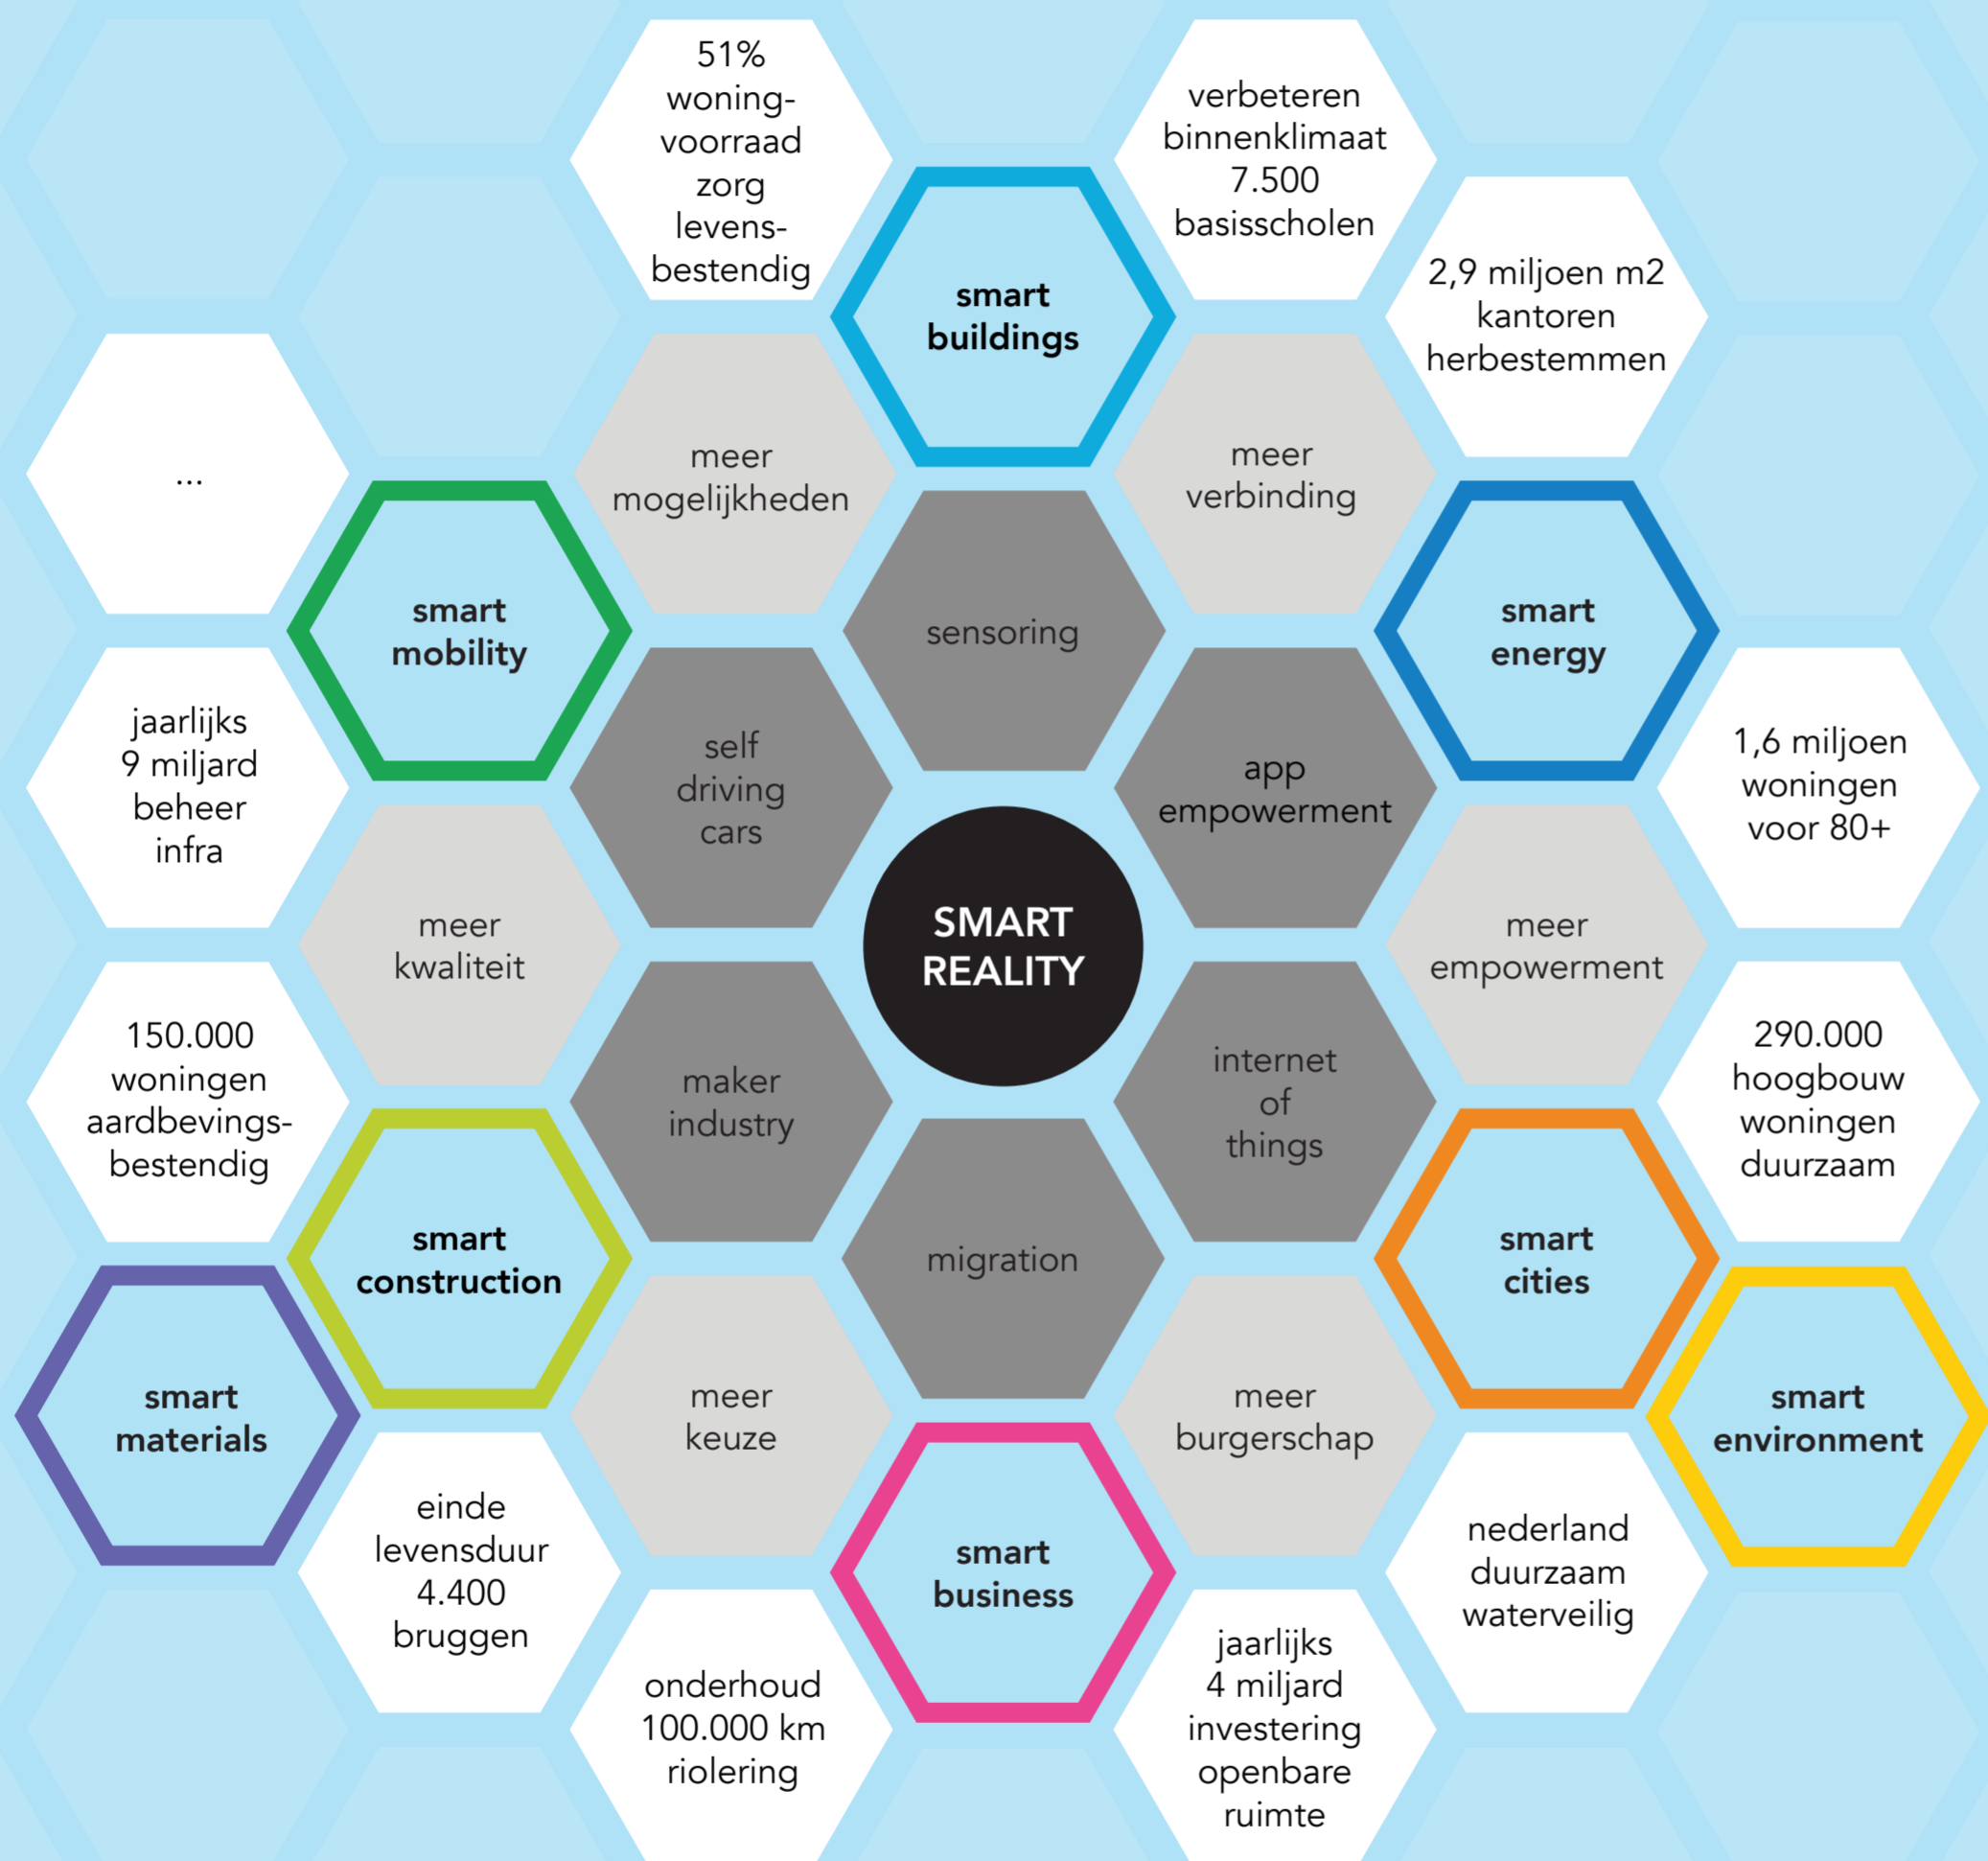 51%
woning-
voorraad
zorg
levens-
bestendig
verbeteren
binnenklimaat
7.500
basisscholen
smart
buildings
2,9 miljoen m2
kantoren
herbestemmen
...
meer
mogelijkheden
meer
verbinding
smart
mobility
sensoring
smart
energy
jaarlijks
9 miljard
beheer
infra
self
driving
cars
app
empowerment
1,6 miljoen
woningen
voor 80+
meer
kwaliteit
SMART
REALITY
meer
empowerment
150.000
woningen
aardbevings-
bestendig
maker
industry
internet
of
things
290.000
hoogbouw
woningen
duurzaam
smart
construction
migration
smart
cities
smart
materials
meer
keuze
meer
burgerschap
smart
environment
einde
levensduur
4.400
bruggen
smart
business
nederland
duurzaam
waterveilig
onderhoud
100.000 km
riolering
jaarlijks
4 miljard
investering
openbare
ruimte